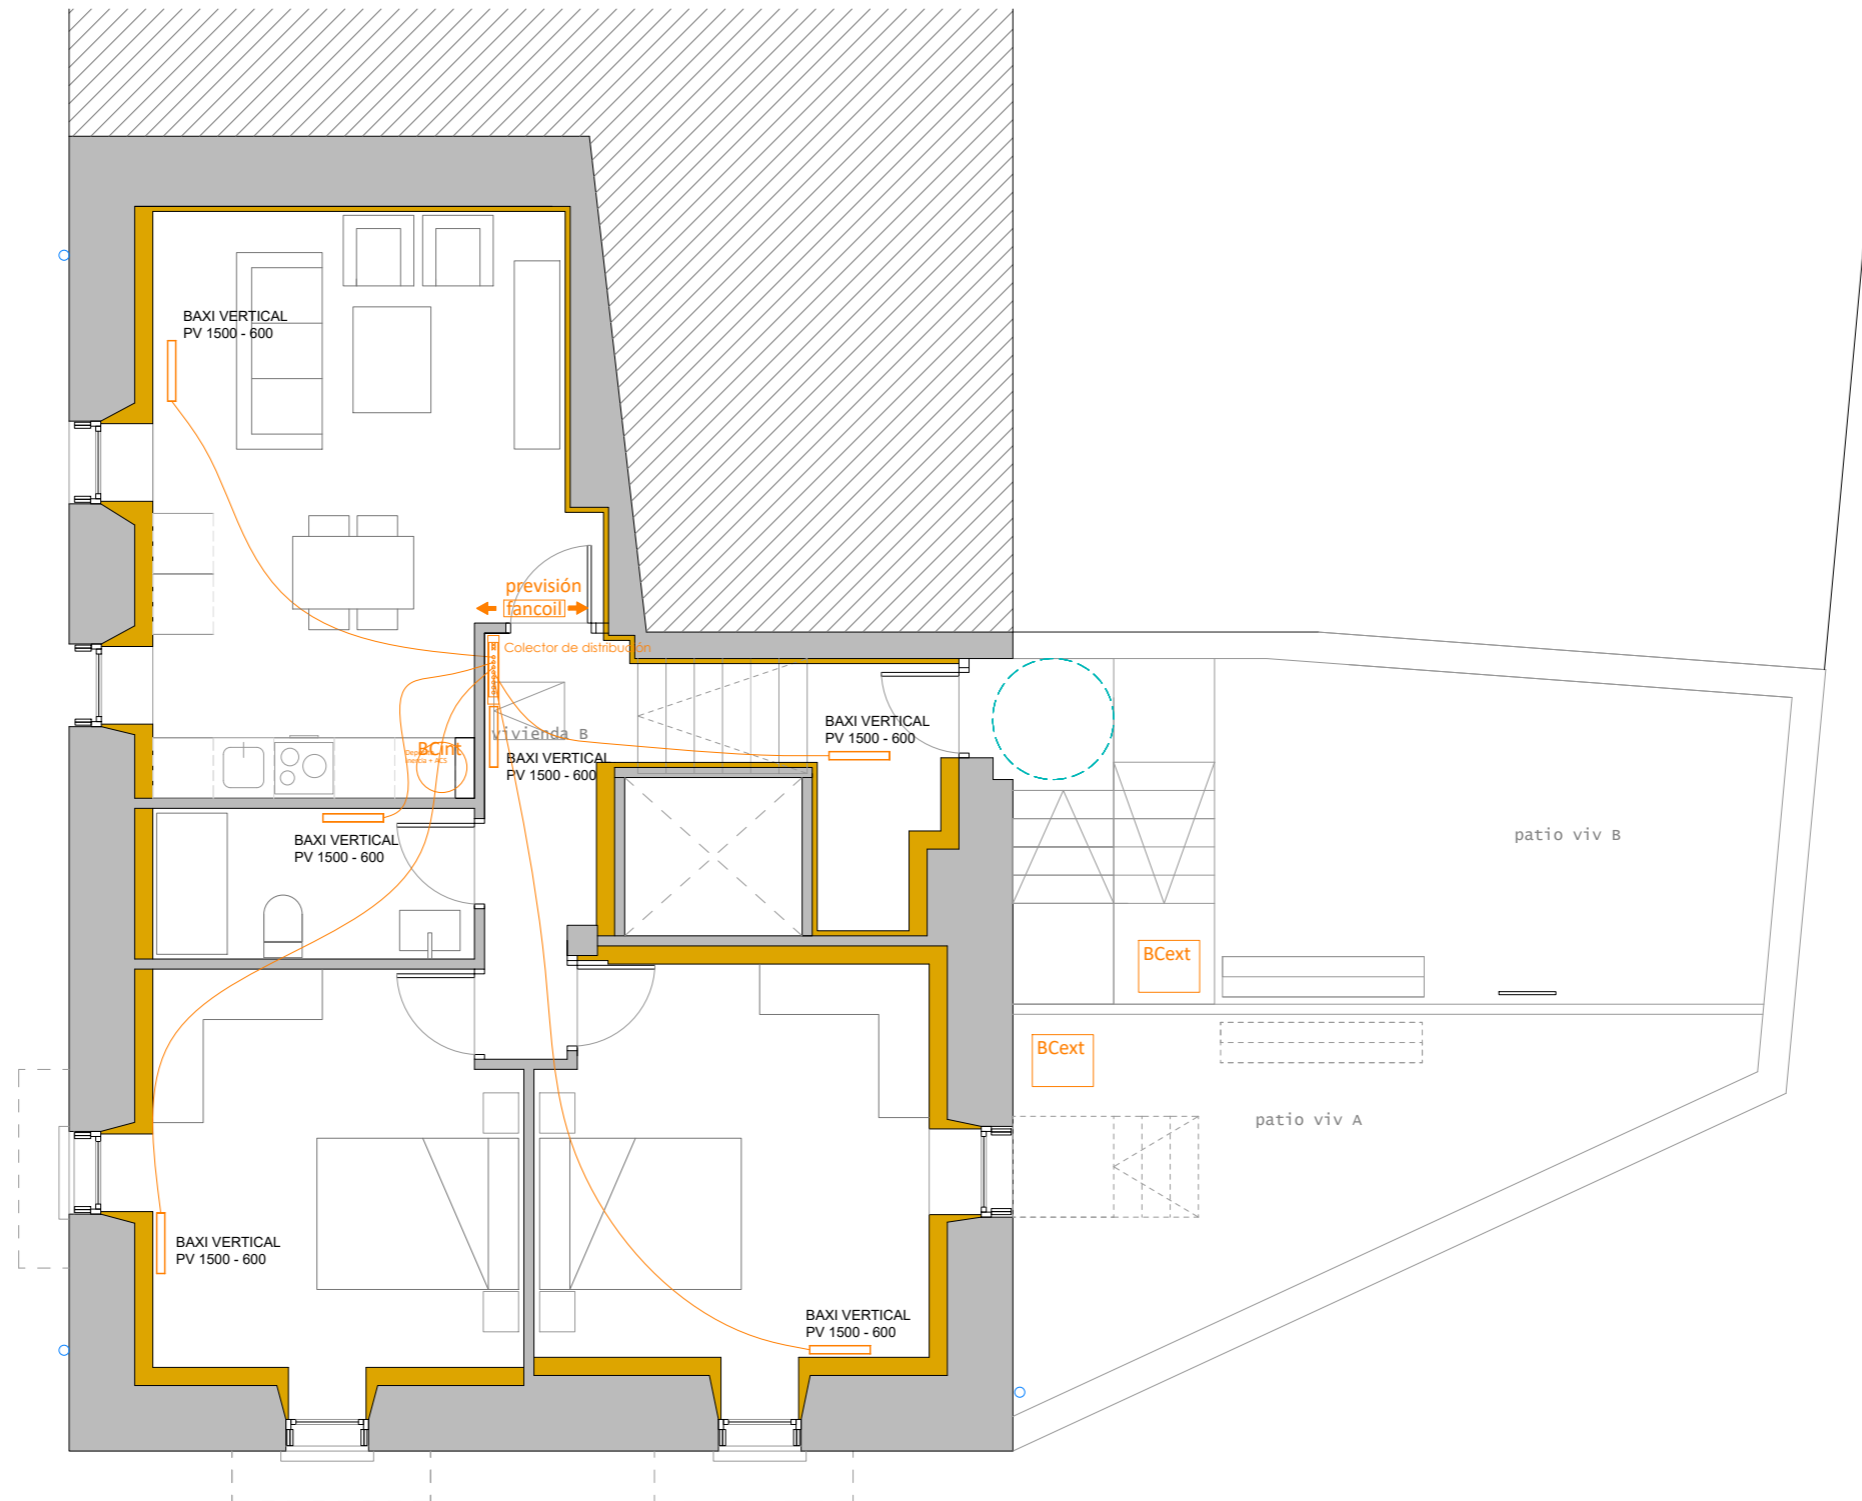 BAXI VERTICAL
PV 1500 - 600
previsión
fancoil
Colector de distribución
vivienda B
BAXI VERTICAL
PV 1500 - 600
BAXI VERTICAL
PV 1500 - 600
BCint
inercia + ACS
BAXI VERTICAL
PV 1500 - 600
patio viv B
BCext
BCext
patio viv A
BAXI VERTICAL
PV 1500 - 600
BAXI VERTICAL
PV 1500 - 600